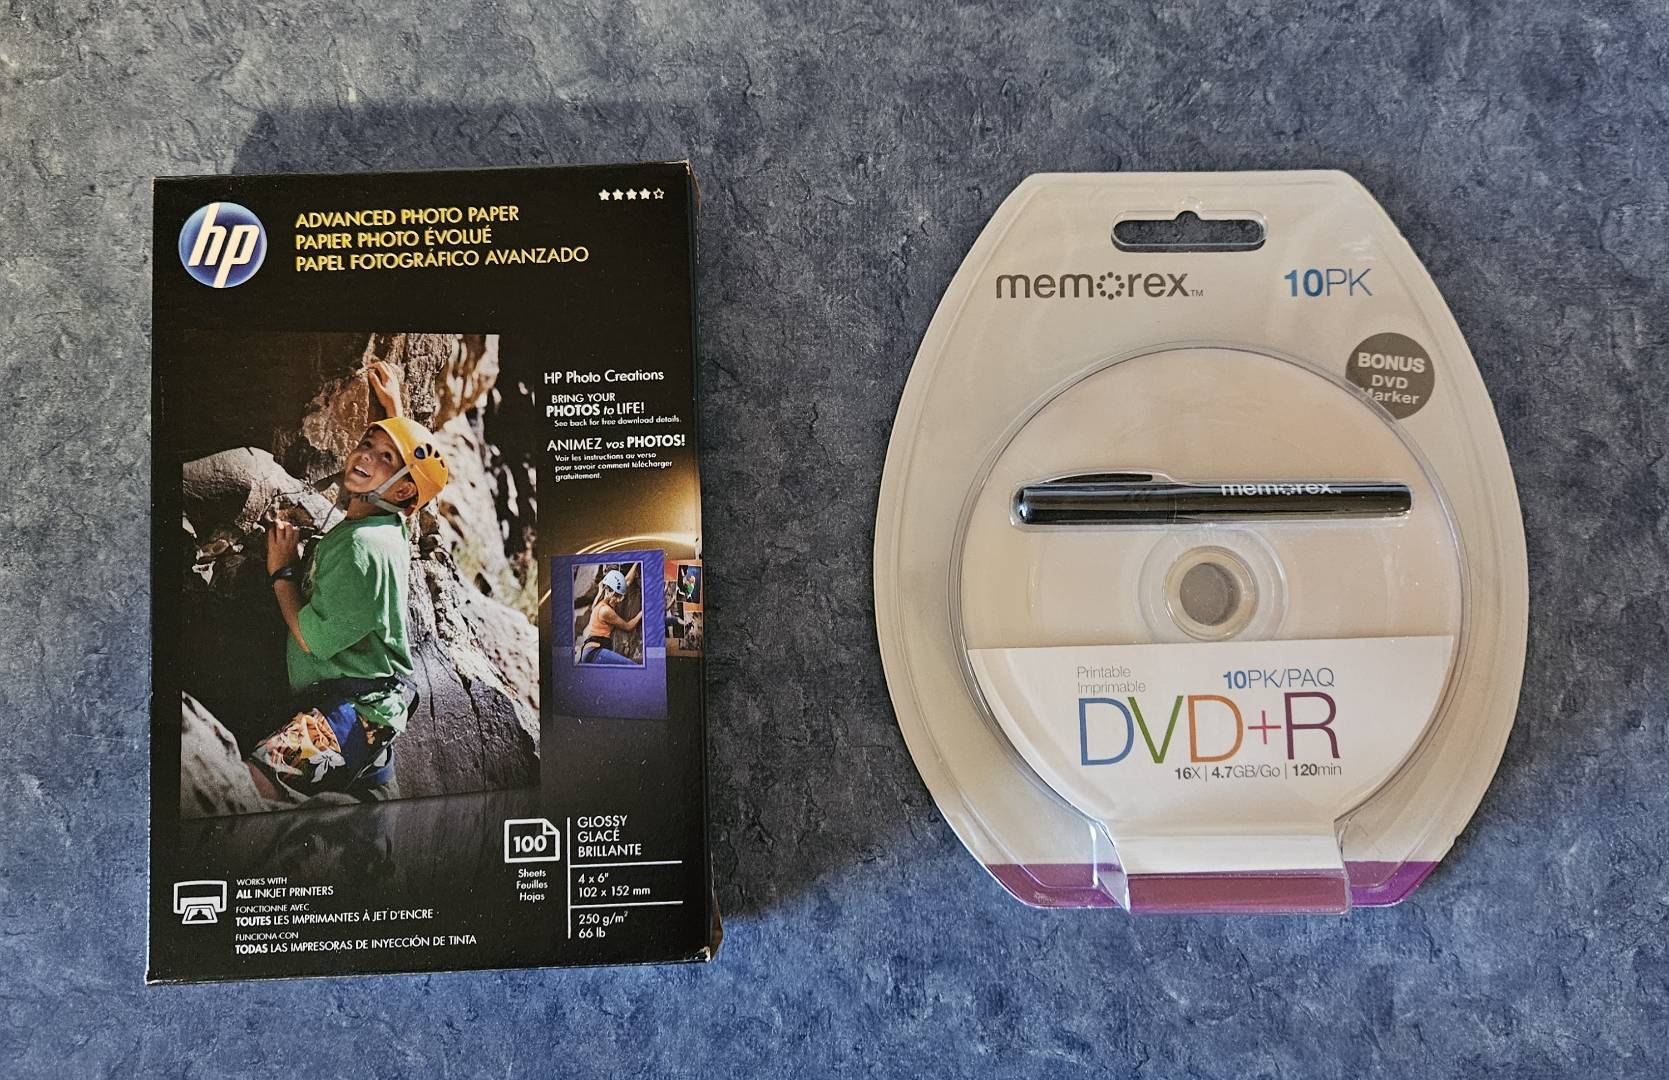 hp
ADVANCED PHOTO PAPER
PAPIER PHOTO ÉVOLUÉ
PAPEL FOTOGRÁFICO AVANZADO
HP Photo Creations
BRING YOUR
PHOTOS to LIFE!
See back for free download details.
ANIMEZ vos PHOTOS!
Voir les instructions au verso
pour savoir comment télécharger
gratuitement.
100
Sheets
Feuilles
Hojas
GLOSSY
GLACÉ
BRILLANTE
4 x 6"
102 x 152 mm
250 g/m²
66 lb
WORKS WITH
ALL INKJET PRINTERS
FONCTIONNE AVEC
TOUTES LES IMPRIMANTES À JET D'ENCRE
FUNCIONA CON
TODAS LAS IMPRESORAS DE INYECCIÓN DE TINTA
memorex™
10PK
BONUS
DVD
Marker
memorex™
Printable
Imprimable
10PK/PAQ
DVD+R
16X | 4.7GB/Go | 120min